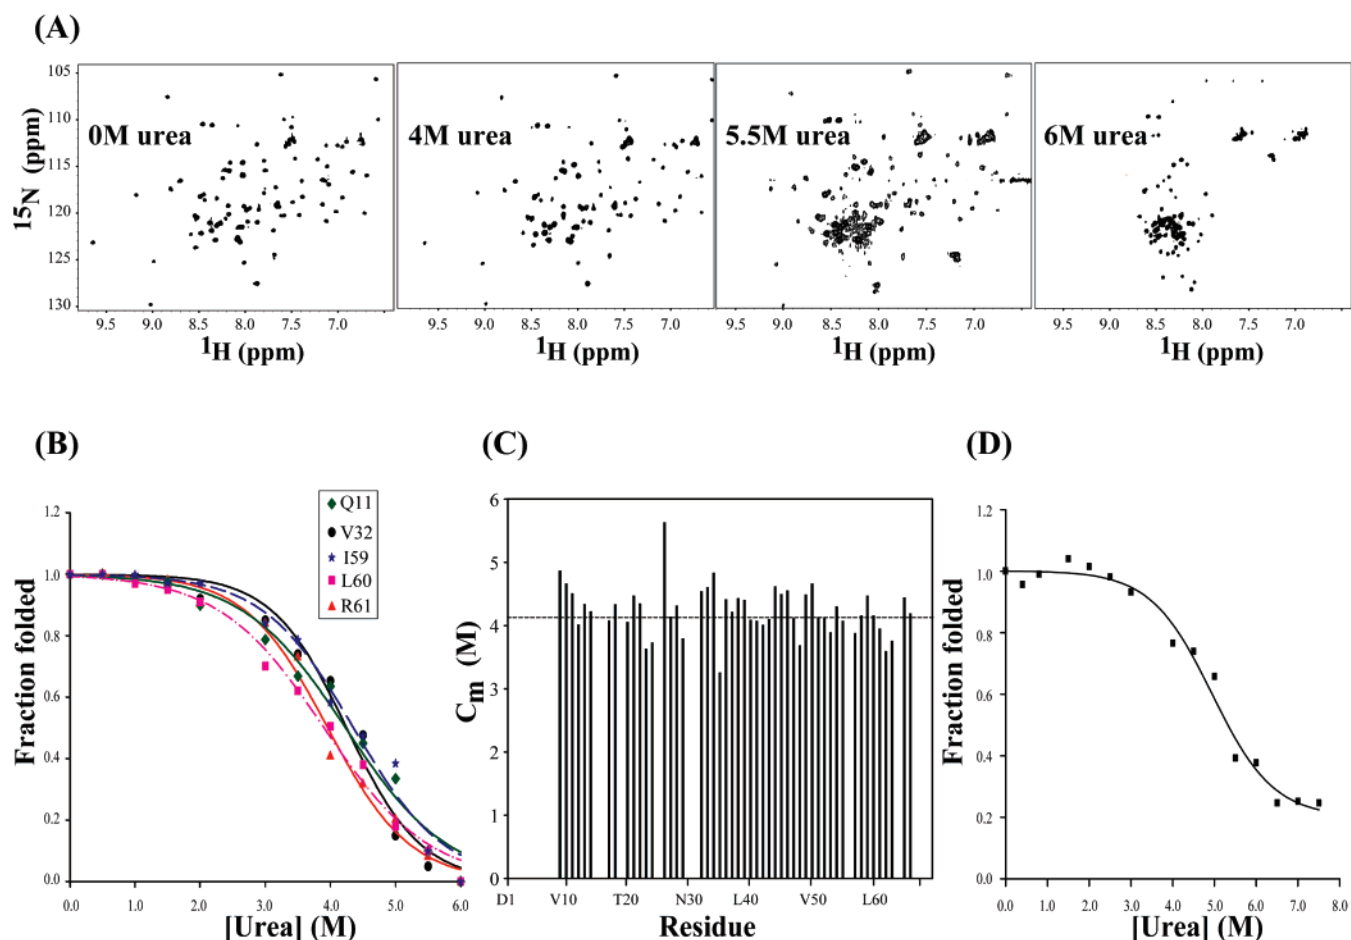 (A)
0M urea
4M urea
5.5M urea
6M urea
15N (ppm)
105
110
115
120
125
130
9.5 9.0 8.5 8.0 7.5 7.0
9.5 9.0 8.5 8.0 7.5 7.0
9.5 9.0 8.5 8.0 7.5 7.0
9.5 9.0 8.5 8.0 7.5 7.0
1H (ppm)
1H (ppm)
1H (ppm)
1H (ppm)
(B)
Q11
V32
I59
L60
R61
Fraction folded
1.2
1.0
0.8
0.6
0.4
0.2
0.0
0.0 1.0 2.0 3.0 4.0 5.0 6.0
[Urea] (M)
(C)
Cm (M)
6
5
4
3
2
1
0
D1 V10 T20 N30 L40 V50 L60
Residue
(D)
Fraction folded
1.2
1.0
0.8
0.6
0.4
0.2
0.0
0.0 1.0 2.0 3.0 4.0 5.0 6.0 7.0 8.0
[Urea] (M)